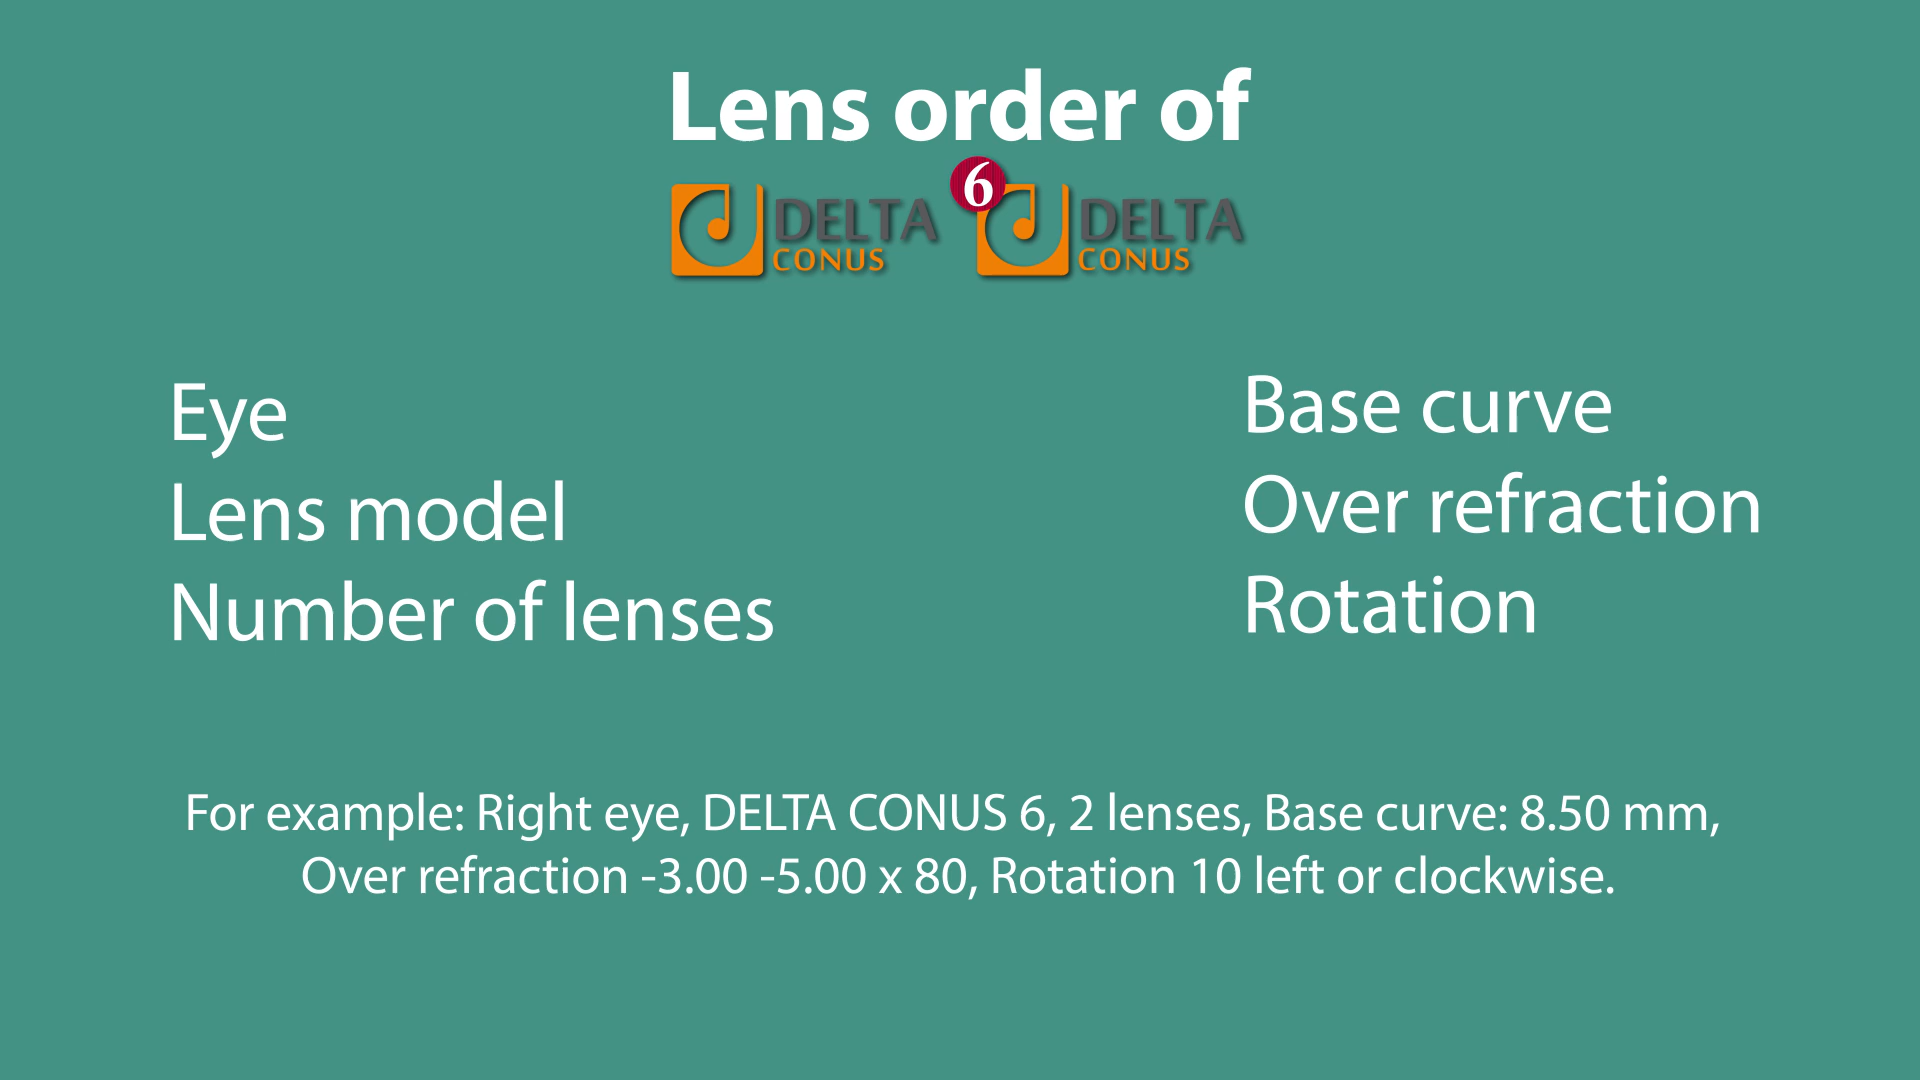 Lens order of
DELTA CONUS
6 DELTA CONUS
Eye
Lens model
Number of lenses
Base curve
Over refraction
Rotation
For example: Right eye, DELTA CONUS 6, 2 lenses, Base curve: 8.50 mm,
Over refraction -3.00 -5.00 x 80, Rotation 10 left or clockwise.